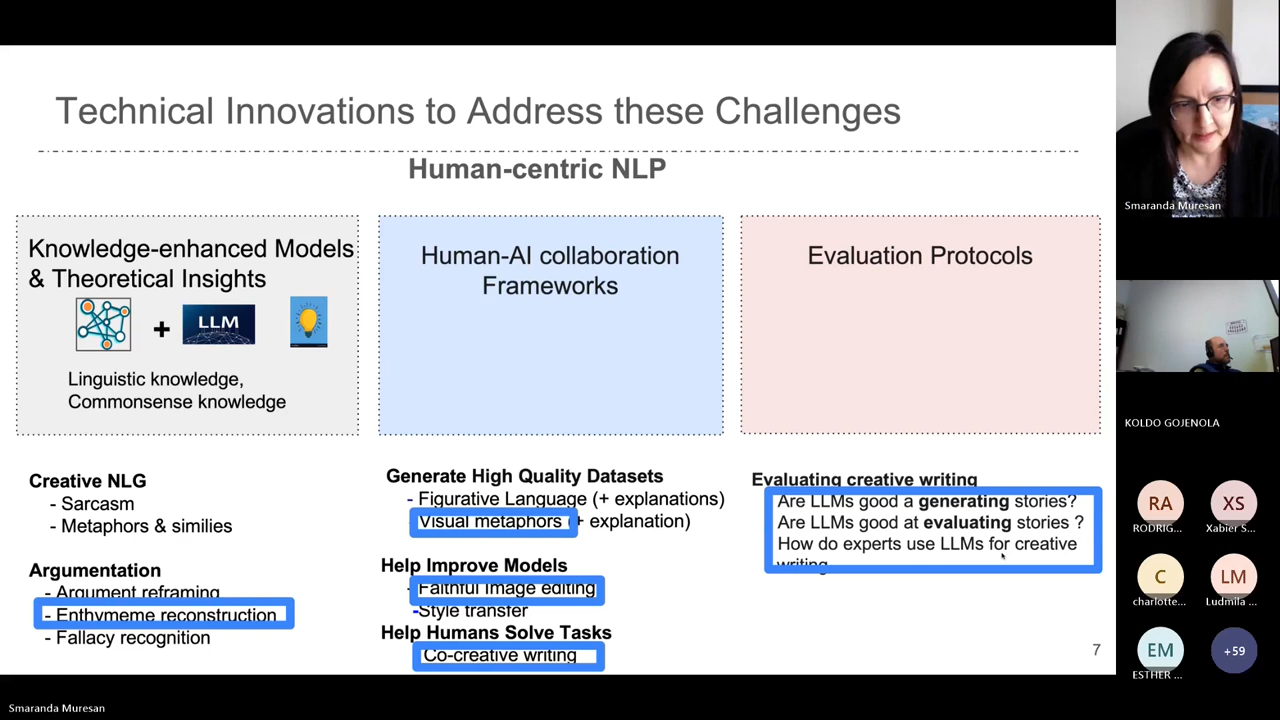 Technical Innovations to Address these Challenges
Human-centric NLP
Knowledge-enhanced Models
& Theoretical Insights
+
LLM
Linguistic knowledge,
Commonsense knowledge
Human-AI collaboration
Frameworks
Evaluation Protocols
Creative NLG
- Sarcasm
- Metaphors & similies
Argumentation
- Argument reframing
- Enthymeme reconstruction
- Fallacy recognition
Generate High Quality Datasets
- Figurative Language (+ explanations)
Visual metaphors (+ explanation)
Help Improve Models
- Faithful Image editing
-Style transfer
Help Humans Solve Tasks
Co-creative writing
Evaluating creative writing
Are LLMs good a generating stories?
Are LLMs good at evaluating stories ?
How do experts use LLMs for creative
writing
7
Smaranda Muresan
KOLDO GOJENOLA
RA
RODRIG...
XS
Xabier S...
C
charlotte...
LM
Ludmila ...
EM
ESTHER ...
+59
Smaranda Muresan